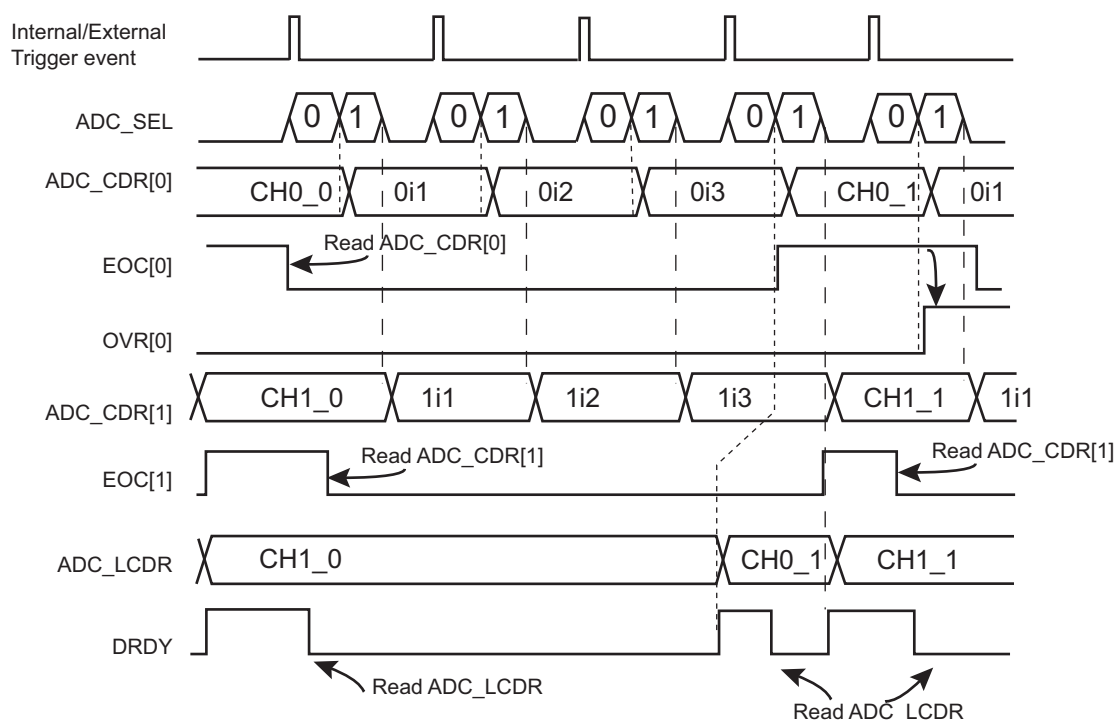 Internal/External
Trigger event
ADC_SEL
0 1 0 1 0 1 0 1 0 1
ADC_CDR[0]
CH0_0 0i1 0i2 0i3 CH0_1 0i1
EOC[0]
Read ADC_CDR[0]
OVR[0]
ADC_CDR[1]
CH1_0 1i1 1i2 1i3 CH1_1 1i1
EOC[1]
Read ADC_CDR[1]
Read ADC_CDR[1]
ADC_LCDR
CH1_0 CH0_1 CH1_1
DRDY
Read ADC_LCDR
Read ADC_LCDR